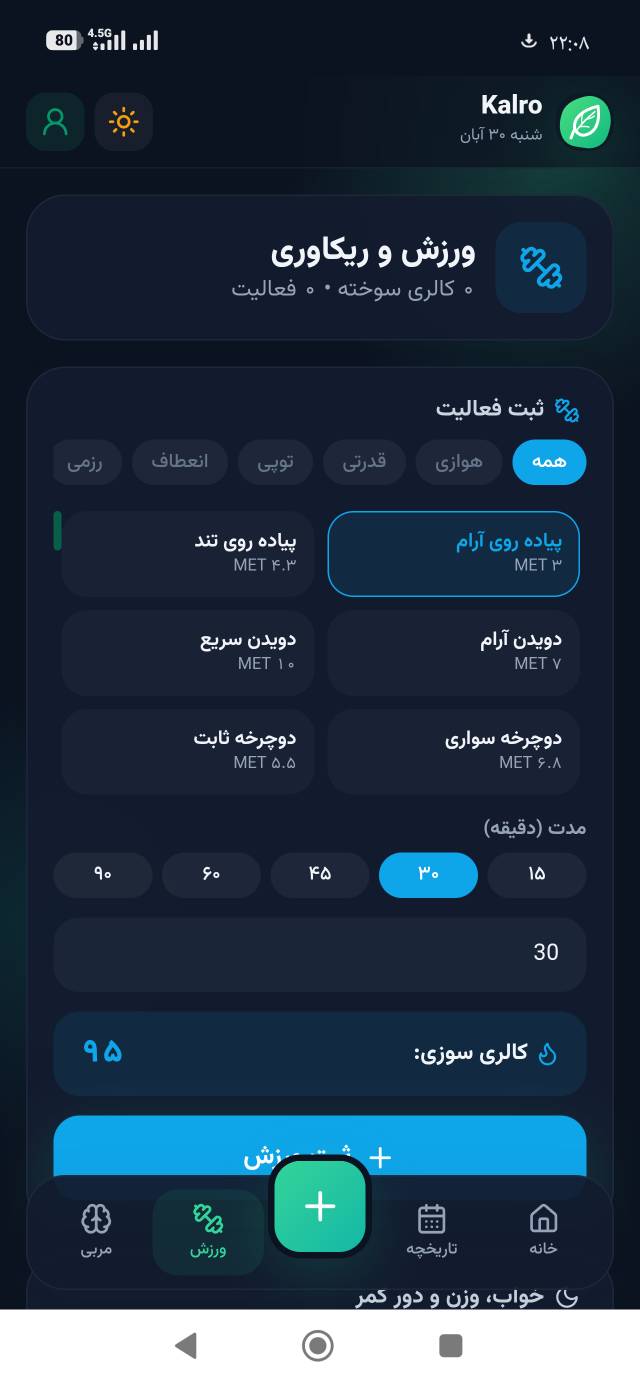 80 4.5G ۲۲:۰۸
Kalro
شنبه ۳۰ آبان
ورزش و ریکاوری
۰ کالری سوخته • ۰ فعالیت
ثبت فعالیت
همه هوازی قدرتی توپی انعطاف رزمی
پیاده روی آرام
MET ۳
پیاده روی تند
MET ۴.۳
دویدن آرام
MET ۷
دویدن سریع
MET ۱۰
دوچرخه سواری
MET ۶.۸
دوچرخه ثابت
MET ۵.۵
مدت (دقیقه)
۱۵ ۳۰ ۴۵ ۶۰ ۹۰
30
کالری سوزی: ۹۵
ثبت ورزش
خانه تاریخچه ورزش مربی
خواب، وزن و دور کمر